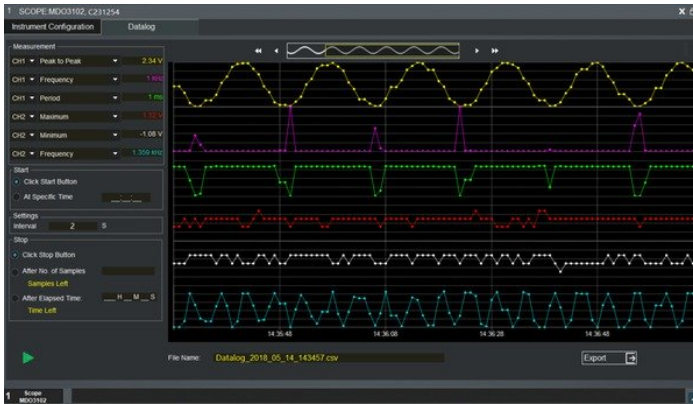 1 SCOPE MDO3102, C231254 X
Instrument Configuration Datalog
Measurement
CH1 Peak to Peak 2.34 V
CH1 Frequency 1 kHz
CH1 Period 1 ms
CH2 Maximum
CH2 Minimum -1.08 V
CH2 Frequency 1.359 kHz
Start
Click Start Button
At Specific Time __:__:__
Settings
Interval 2 S
Stop
Click Stop Button
After No. of Samples
Samples Left
After Elapsed Time: __H__M__S
Time Left
14:35:48 14:36:08 14:36:28 14:36:48
File Name: Datalog_2018_05_14_143457.csv Export
1 Scope
MDO3102